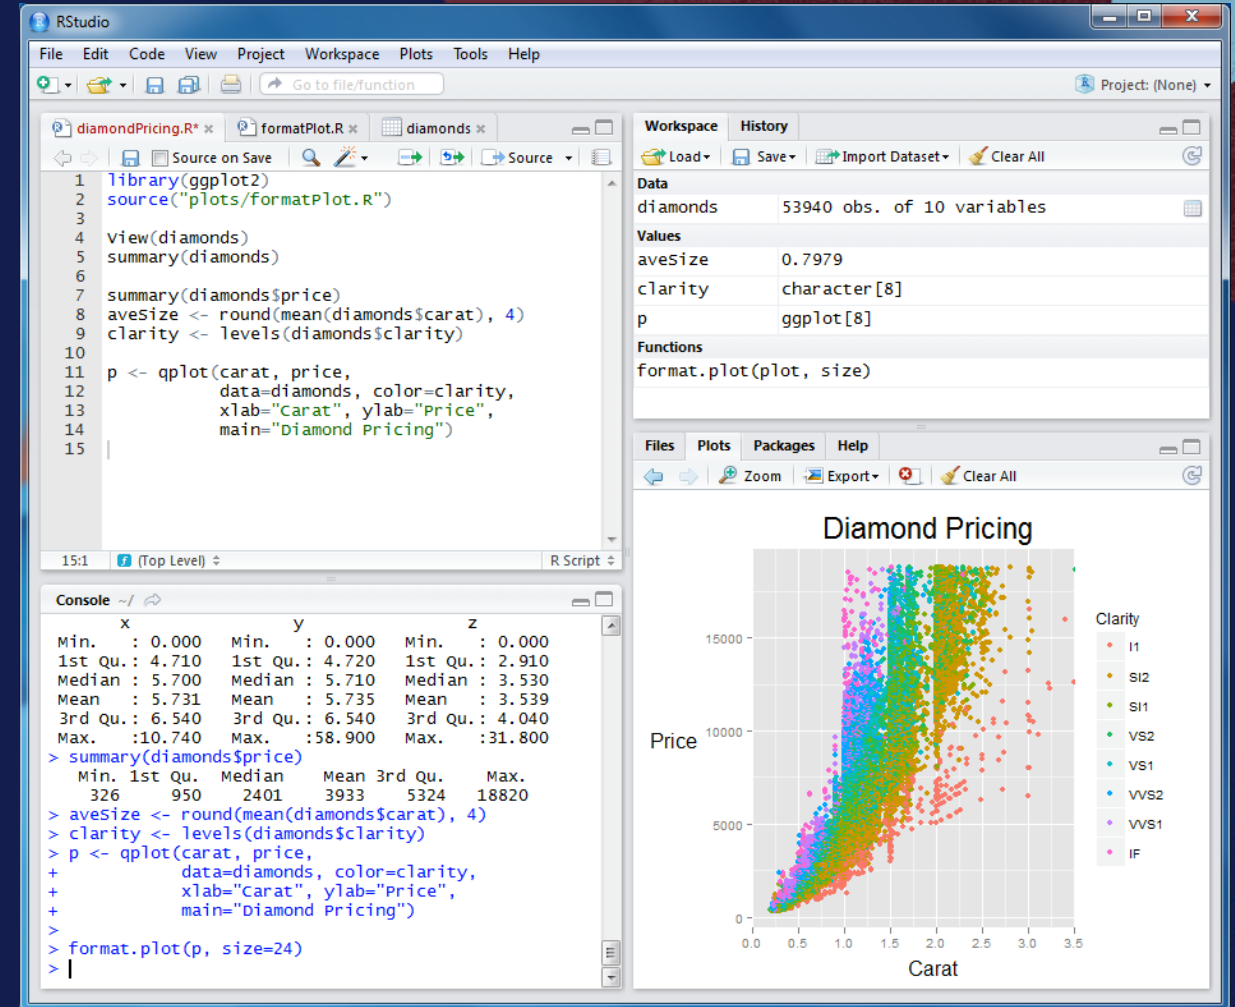 RStudio
File Edit Code View Project Workspace Plots Tools Help
Go to file/function
Project: (None)
diamondPricing.R* formatPlot.R diamonds
Source on Save Source
1 library(ggplot2)
2 source("plots/formatPlot.R")
3
4 View(diamonds)
5 summary(diamonds)
6
7 summary(diamonds$price)
8 aveSize <- round(mean(diamonds$carat), 4)
9 clarity <- levels(diamonds$clarity)
10
11 p <- qplot(carat, price,
12 data=diamonds, color=clarity,
13 xlab="Carat", ylab="Price",
14 main="Diamond Pricing")
15
15:1 (Top Level) R Script
Console ~/
x y z
Min. : 0.000 Min. : 0.000 Min. : 0.000
1st Qu.: 4.710 1st Qu.: 4.720 1st Qu.: 2.910
Median : 5.700 Median : 5.710 Median : 3.530
Mean : 5.731 Mean : 5.735 Mean : 3.539
3rd Qu.: 6.540 3rd Qu.: 6.540 3rd Qu.: 4.040
Max. :10.740 Max. :58.900 Max. :31.800
> summary(diamonds$price)
Min. 1st Qu. Median Mean 3rd Qu. Max.
326 950 2401 3933 5324 18820
> aveSize <- round(mean(diamonds$carat), 4)
> clarity <- levels(diamonds$clarity)
> p <- qplot(carat, price,
+ data=diamonds, color=clarity,
+ xlab="Carat", ylab="Price",
+ main="Diamond Pricing")
>
> format.plot(p, size=24)
>
Workspace History
Load Save Import Dataset Clear All
Data
diamonds 53940 obs. of 10 variables
Values
aveSize 0.7979
clarity character[8]
p ggplot[8]
Functions
format.plot(plot, size)
Files Plots Packages Help
Zoom Export Clear All
Diamond Pricing
Price
15000
10000
5000
0
0.0 0.5 1.0 1.5 2.0 2.5 3.0 3.5
Carat
Clarity
I1
SI2
SI1
VS2
VS1
VVS2
VVS1
IF